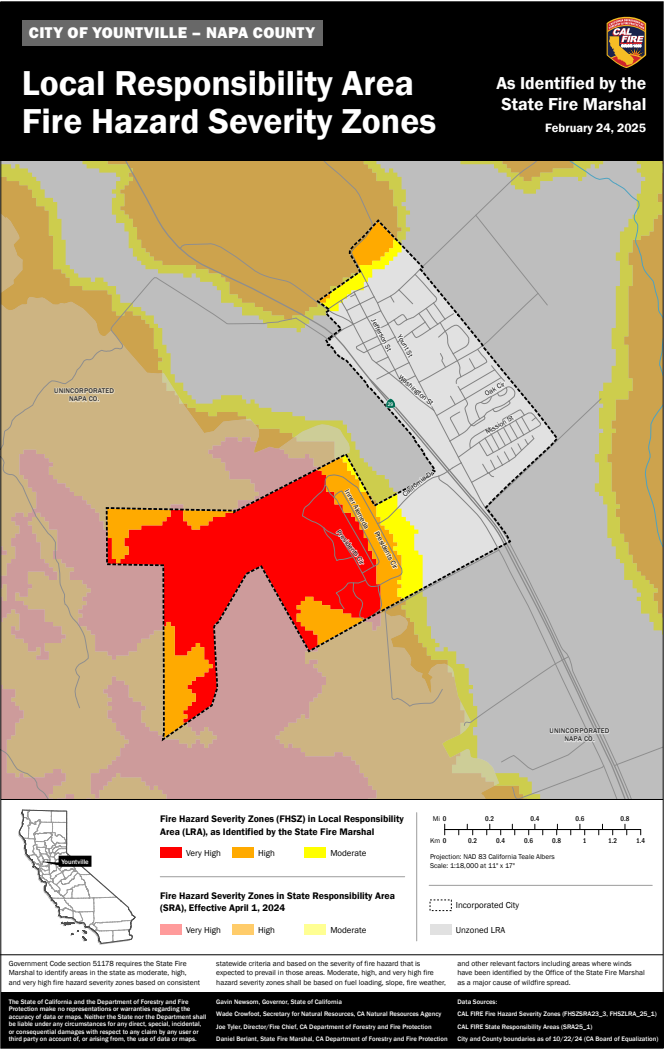 CITY OF YOUNTVILLE – NAPA COUNTY
CAL
FIRE
Local Responsibility Area
Fire Hazard Severity Zones
As Identified by the
State Fire Marshal
February 24, 2025
Jefferson St
Yount St
Washington St
29
Oak Cir
Mission St
California Dr
UNINCORPORATED
NAPA CO.
Presidents Cir
Presidents Cir
UNINCORPORATED
NAPA CO.
Yountville
Fire Hazard Severity Zones (FHSZ) in Local Responsibility
Area (LRA), as Identified by the State Fire Marshal
Very High
High
Moderate
Fire Hazard Severity Zones in State Responsibility Area
(SRA), Effective April 1, 2024
Very High
High
Moderate
Mi 0 0.2 0.4 0.6 0.8
Km 0 0.2 0.4 0.6 0.8 1 1.2 1.4
Projection: NAD 83 California Teale Albers
Scale: 1:18,000 at 11" x 17"
Incorporated City
Unzoned LRA
Government Code section 51178 requires the State Fire
Marshal to identify areas in the state as moderate, high,
and very high fire hazard severity zones based on consistent
statewide criteria and based on the severity of fire hazard that is
expected to prevail in those areas. Moderate, high, and very high fire
hazard severity zones shall be based on fuel loading, slope, fire weather,
and other relevant factors including areas where winds
have been identified by the Office of the State Fire Marshal
as a major cause of wildfire spread.
The State of California and the Department of Forestry and Fire
Protection make no representations or warranties regarding the
accuracy of data or maps. Neither the State nor the Department shall
be liable under any circumstances for any direct, special, incidental,
or consequential damages with respect to any claim by any user or
third party on account of, or arising from, the use of data or maps.
Gavin Newsom, Governor, State of California
Wade Crowfoot, Secretary for Natural Resources, CA Natural Resources Agency
Joe Tyler, Director/Fire Chief, CA Department of Forestry and Fire Protection
Daniel Berlant, State Fire Marshal, CA Department of Forestry and Fire Protection
Data Sources:
CAL FIRE Fire Hazard Severity Zones (FHSZSRA23_3, FHSZLRA_25_1)
CAL FIRE State Responsibility Areas (SRA25_1)
City and County boundaries as of 10/22/24 (CA Board of Equalization)